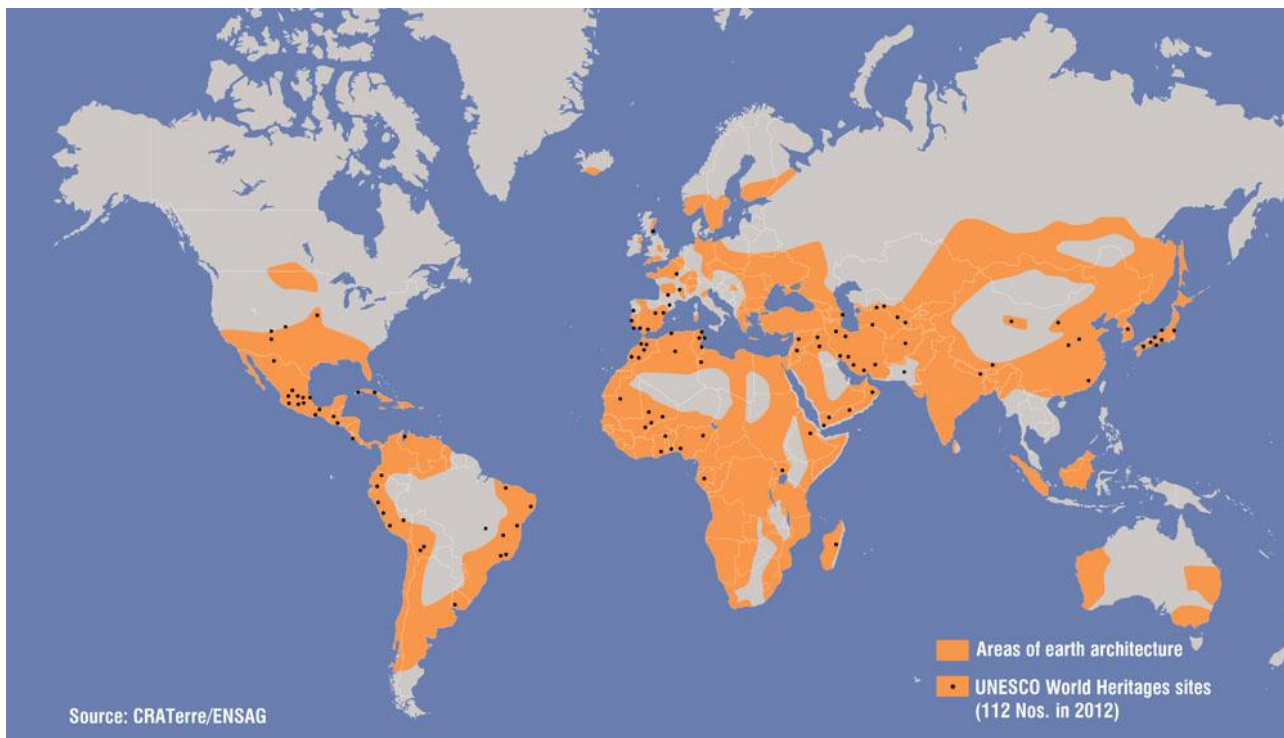 Areas of earth architecture
UNESCO World Heritages sites
(112 Nos. in 2012)
Source: CRATerre/ENSAG